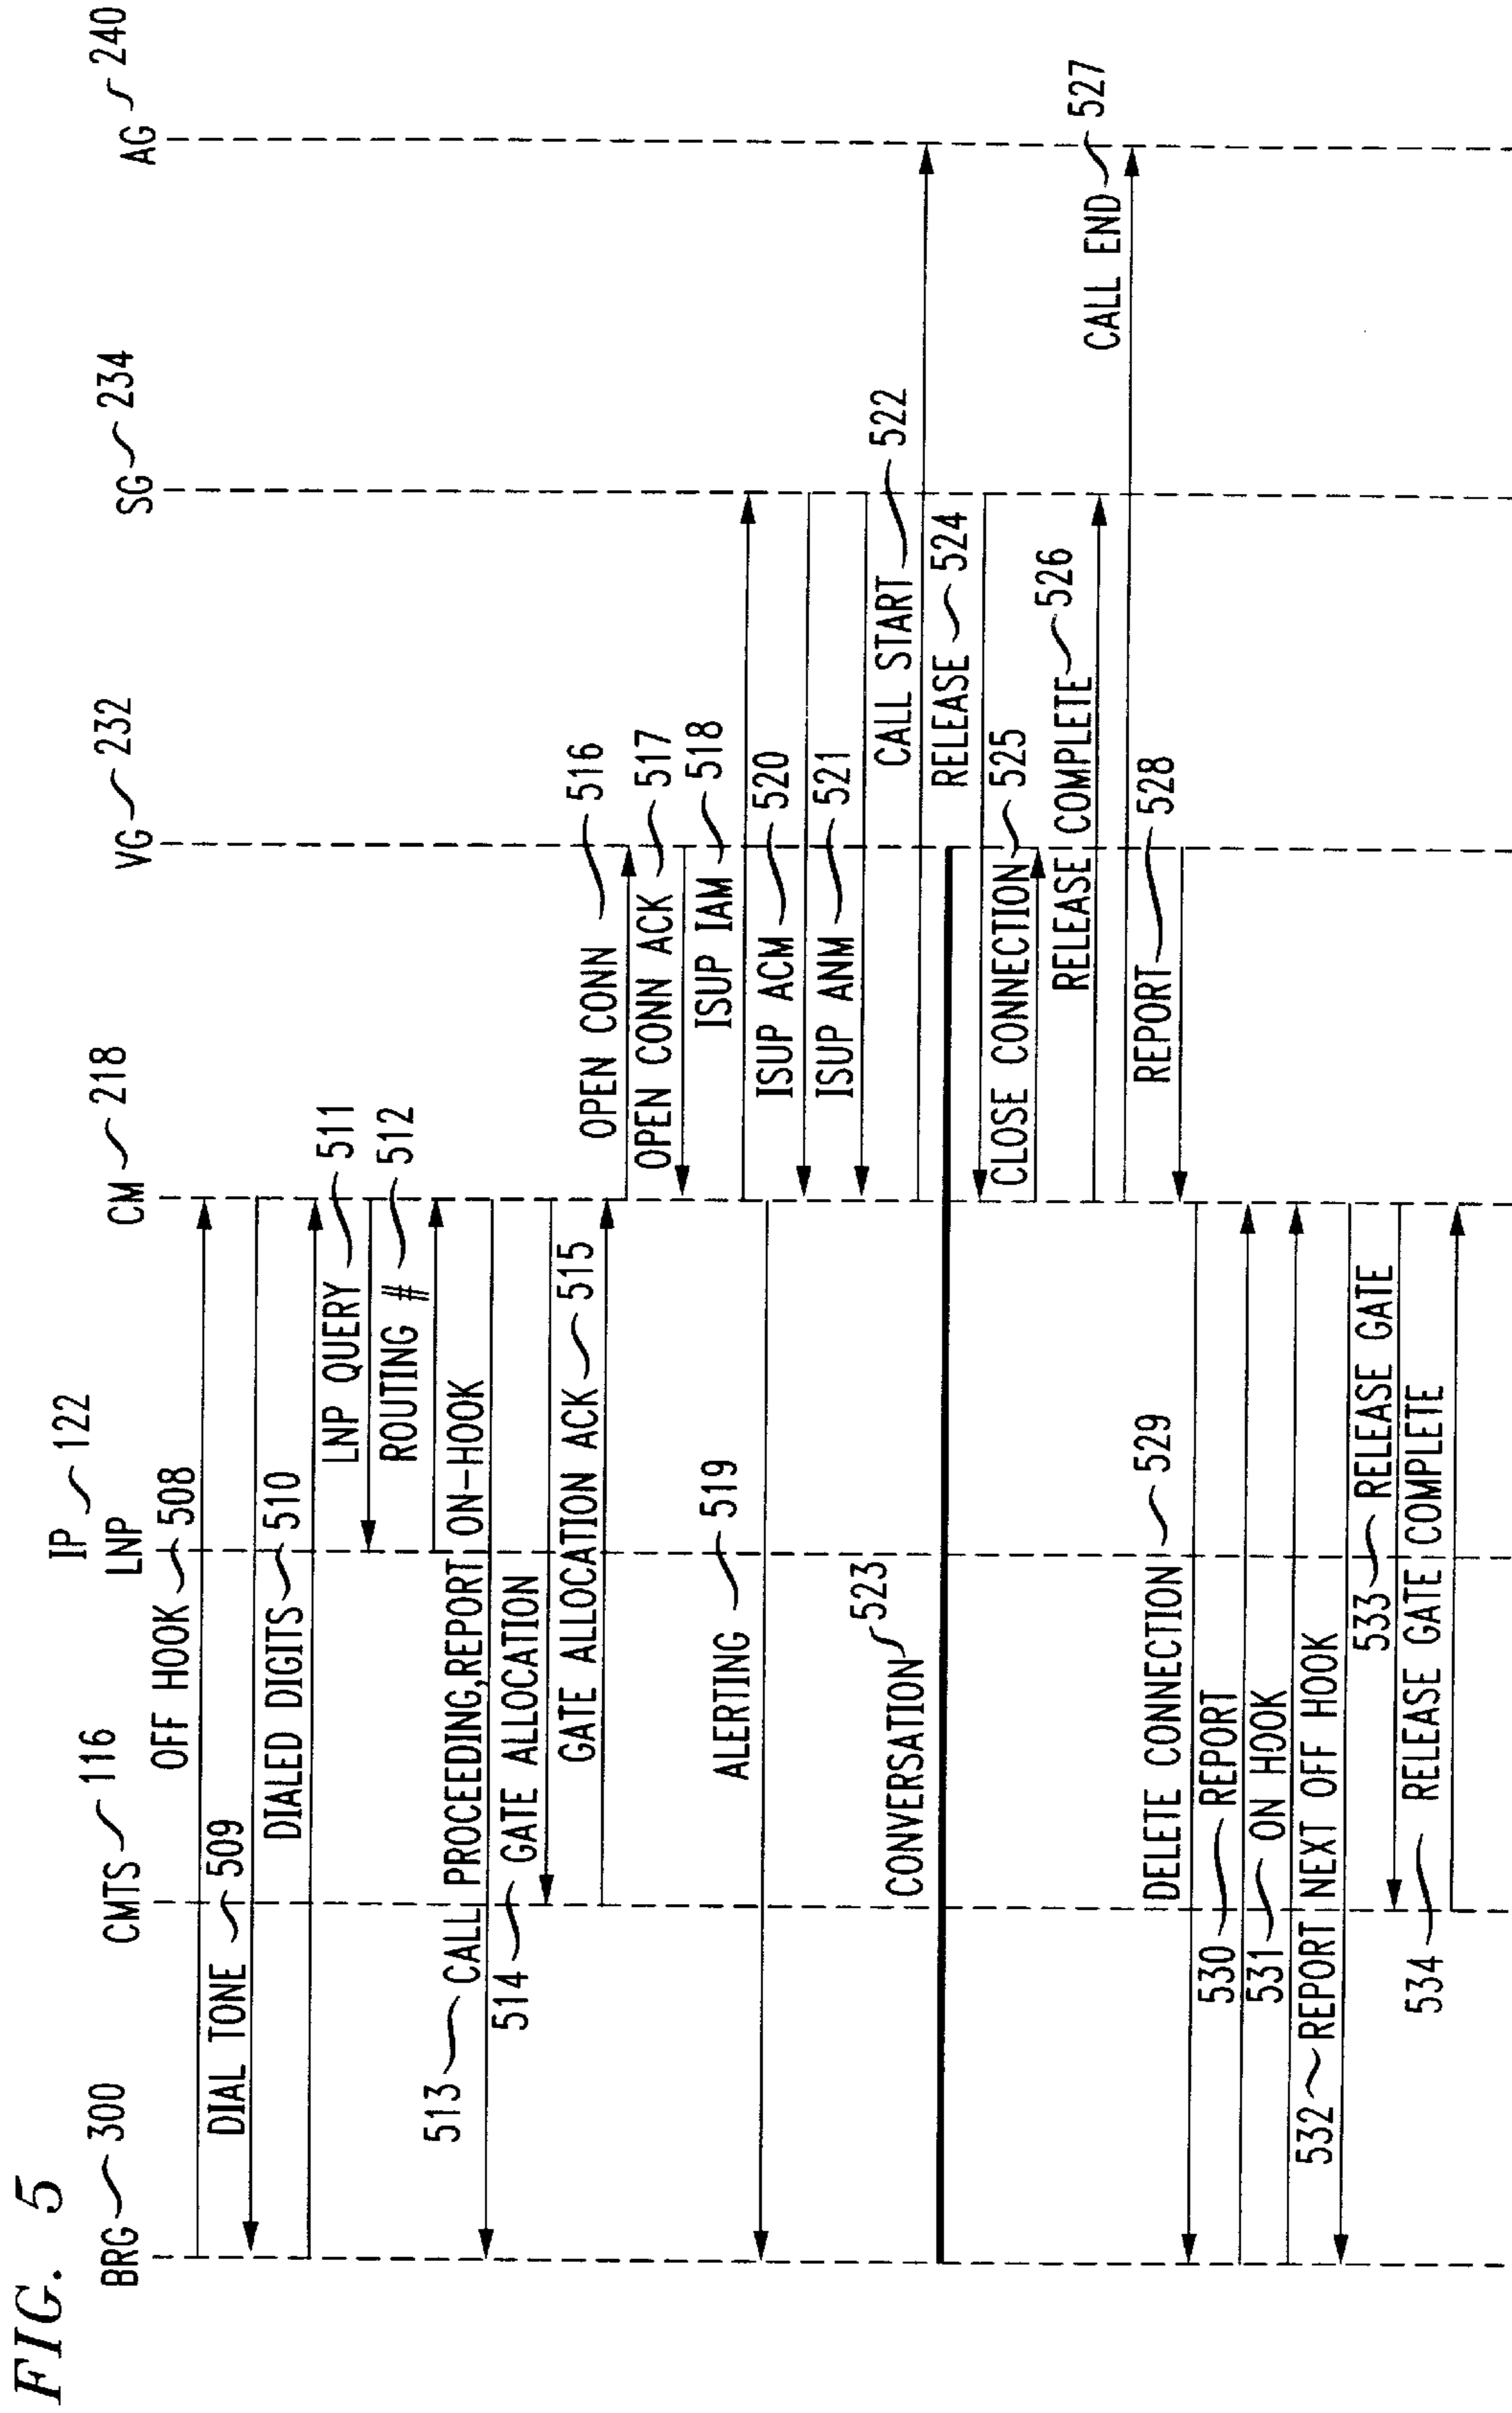 FIG. 5
BRG 300
CMTS 116
IP 122
LNP
CM 218
VG 232
SG 234
AG 240
OFF HOOK 508
DIAL TONE 509
DIALED DIGITS 510
LNP QUERY 511
ROUTING # 512
513 CALL PROCEEDING,REPORT ON-HOOK
514 GATE ALLOCATION
GATE ALLOCATION ACK 515
OPEN CONN 516
OPEN CONN ACK 517
ISUP IAM 518
ALERTING 519
ISUP ACM 520
ISUP ANM 521
CALL START 522
CONVERSATION 523
RELEASE 524
CLOSE CONNECTION 525
RELEASE COMPLETE 526
CALL END 527
REPORT 528
DELETE CONNECTION 529
530 REPORT
531 ON HOOK
532 REPORT NEXT OFF HOOK
533 RELEASE GATE
534 RELEASE GATE COMPLETE